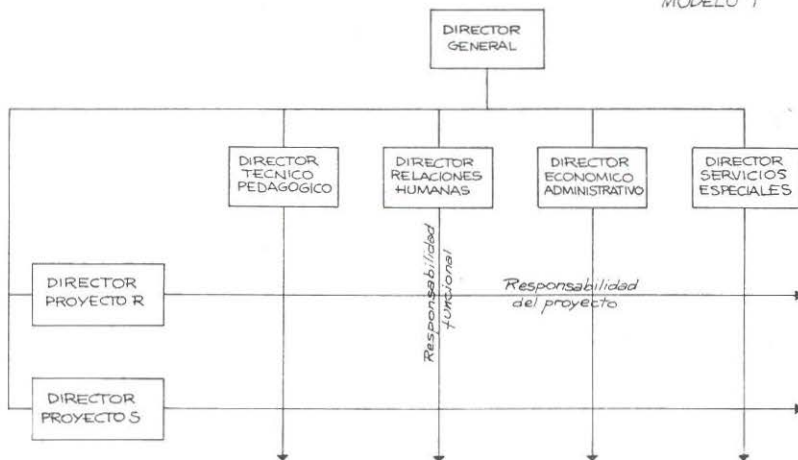 MODELO 1
DIRECTOR
GENERAL
DIRECTOR
TECNICO
PEDAGOGICO
DIRECTOR
RELACIONES
HUMANAS
DIRECTOR
ECONOMICO
ADMINISTRATIVO
DIRECTOR
SERVICIOS
ESPECIALES
Responsabilidad
funcional
Responsabilidad
del proyecto
DIRECTOR
PROYECTO R
DIRECTOR
PROYECTO S